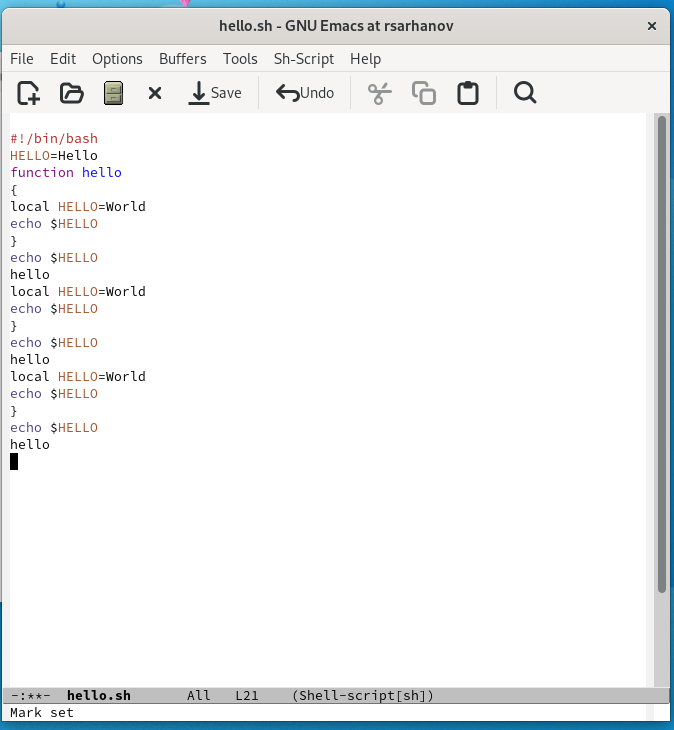 hello.sh - GNU Emacs at rsarhanov
File Edit Options Buffers Tools Sh-Script Help
Save Undo
#!/bin/bash
HELLO=Hello
function hello
{
local HELLO=World
echo $HELLO
}
echo $HELLO
hello
local HELLO=World
echo $HELLO
}
echo $HELLO
hello
local HELLO=World
echo $HELLO
}
echo $HELLO
hello
-:**- hello.sh All L21 (Shell-script[sh])
Mark set